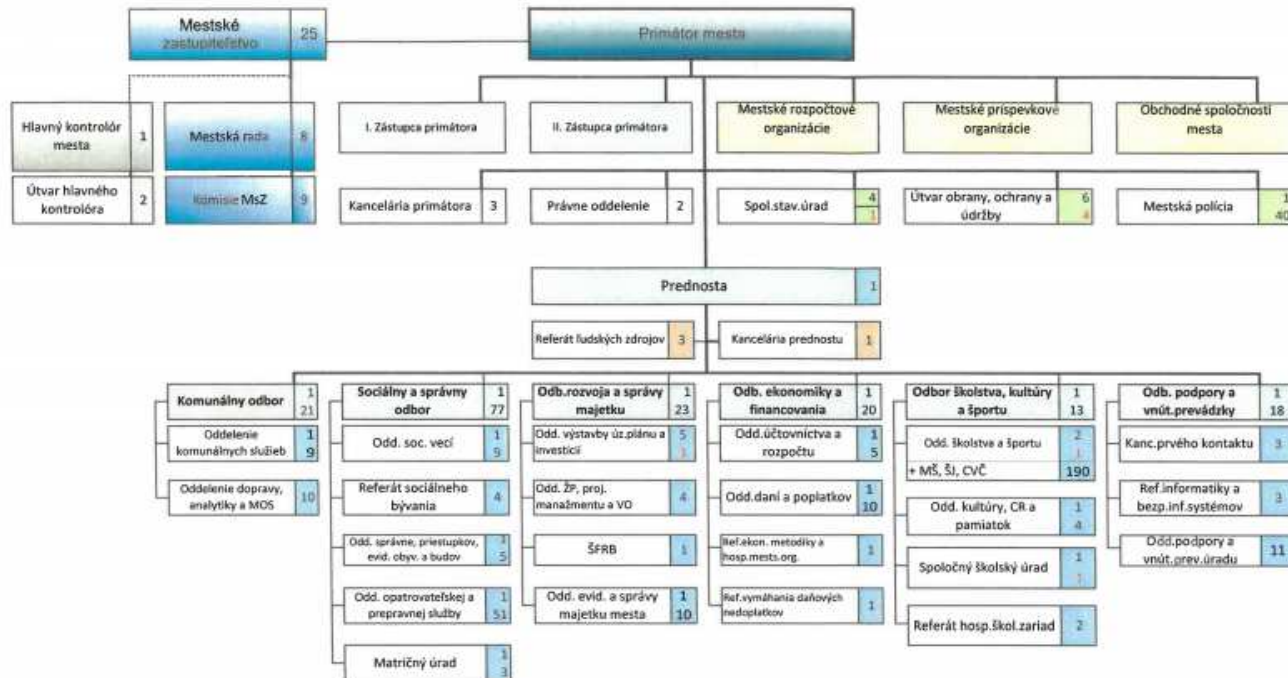 Mestské
zastupiteľstvo
25
Primátor mesta
Hlavný kontrolór
mesta
1
Mestská rada
8
I. Zástupca primátora
II. Zástupca primátora
Mestské rozpočtové
organizácie
Mestské príspevkové
organizácie
Obchodné spoločnosti
mesta
Útvar hlavného
kontrolóra
2
Komisie MsZ
9
Kancelária primátora
3
Právne oddelenie
2
Spol.stav.úrad
4
1
Útvar obrany, ochrany a
údržby
6
4
Mestská polícia
1
40
Prednosta
1
Referát ľudských zdrojov
3
Kancelária prednostu
1
Komunálny odbor
1
21
Oddelenie
komunálnych služieb
1
9
Oddelenie dopravy,
analytiky a MOS
10
Sociálny a správny
odbor
1
77
Odd. soc. vecí
1
9
Referát sociálneho
bývania
4
Odd. správne, priestupkov,
evid. obyv. a budov
5
Odd. opatrovateľskej a
prepravnej služby
1
51
Matričný úrad
1
3
Odb.rozvoja a správy
majetku
1
23
Odd. výstavby úz.plánu a
investícií
5
Odd. ŽP, proj.
manažmentu a VO
4
ŠFRB
1
Odd. evid. a správy
majetku mesta
1
10
Odb. ekonomiky a
financovania
1
20
Odd.účtovníctva a
rozpočtu
1
5
Odd.daní a poplatkov
1
10
Ref.ekon. metodiky a
hosp.mests.org.
1
Ref.vymáhania daňových
nedoplatkov
1
Odbor školstva, kultúry
a športu
1
13
Odd. školstva a športu
2
1
+ MŠ, ŠJ, CVČ
190
Odd. kultúry, CR a
pamiatok
1
4
Spoločný školský úrad
1
1
Referát hosp.škol.zariad
2
Odb. podpory a
vnút.prevádzky
1
18
Kanc.prvého kontaktu
3
Ref.informatiky a
bezp.inf.systémov
3
Odd.podpory a
vnút.prev.úradu
11